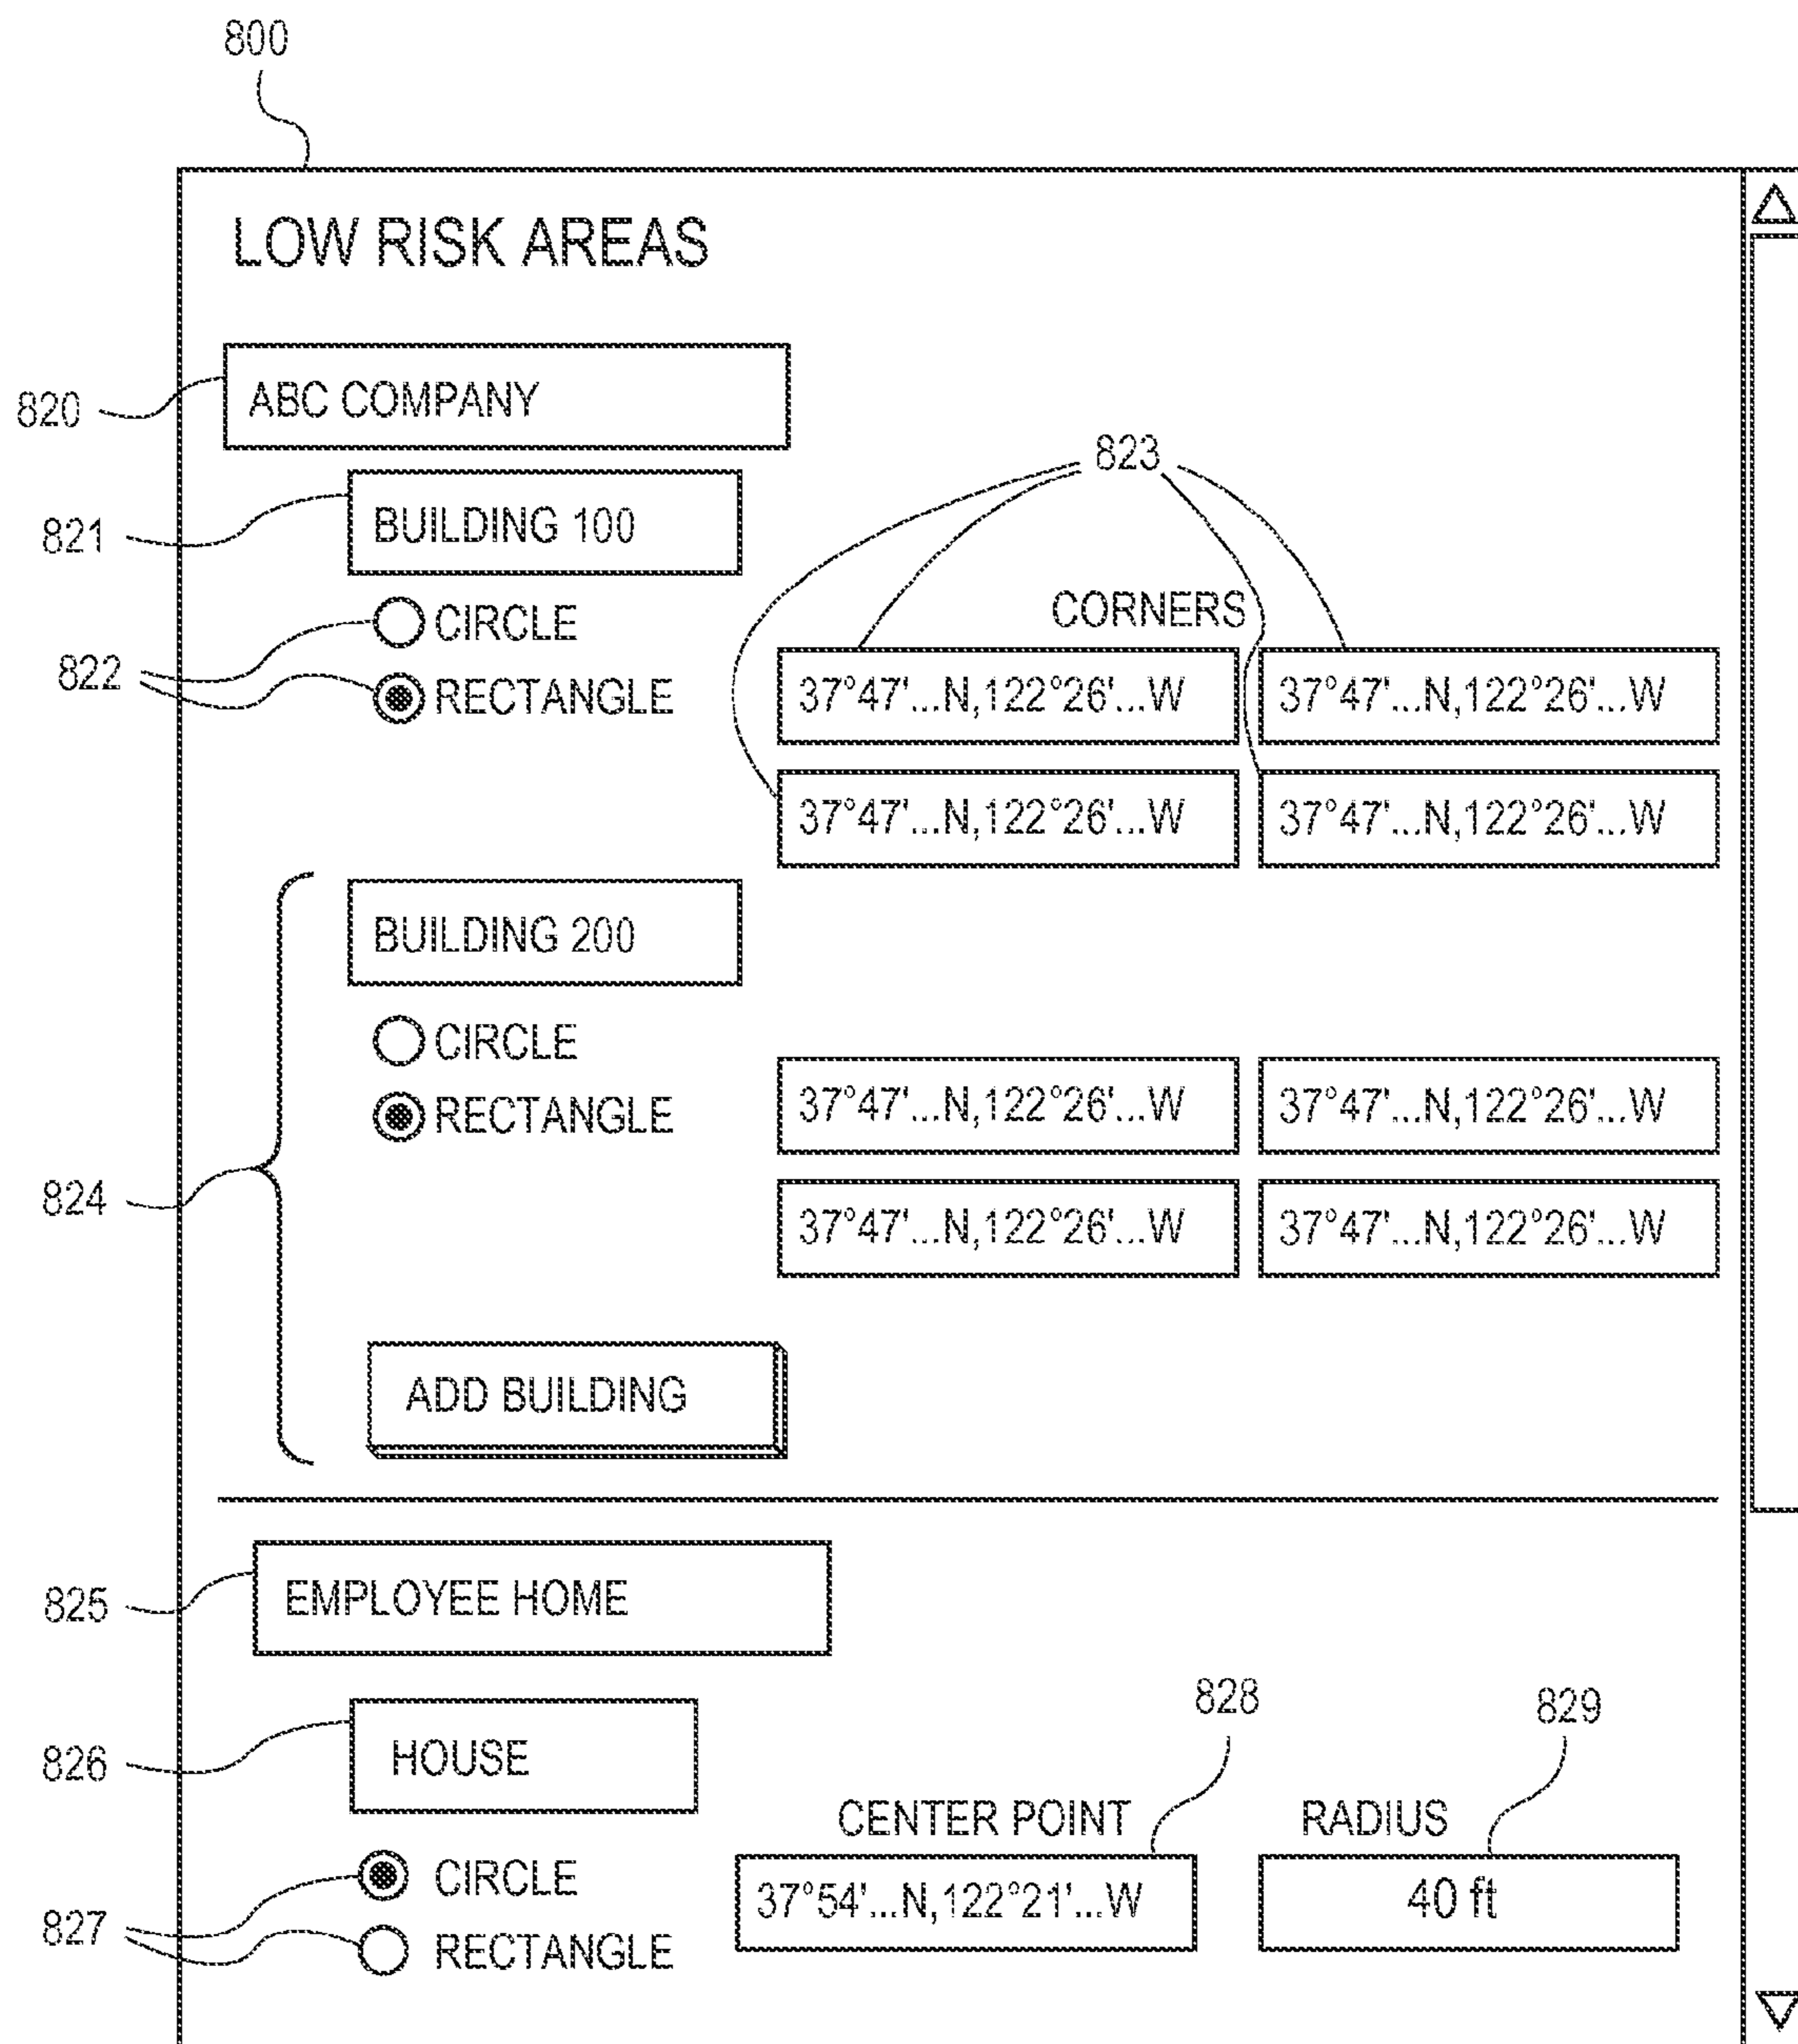 800
LOW RISK AREAS
820
ABC COMPANY
823
821
BUILDING 100
CORNERS
822
CIRCLE
RECTANGLE
37°47'...N,122°26'...W
37°47'...N,122°26'...W
37°47'...N,122°26'...W
37°47'...N,122°26'...W
824
BUILDING 200
CIRCLE
RECTANGLE
37°47'...N,122°26'...W
37°47'...N,122°26'...W
37°47'...N,122°26'...W
37°47'...N,122°26'...W
ADD BUILDING
825
EMPLOYEE HOME
826
HOUSE
828
829
CENTER POINT
RADIUS
827
CIRCLE
RECTANGLE
37°54'...N,122°21'...W
40 ft